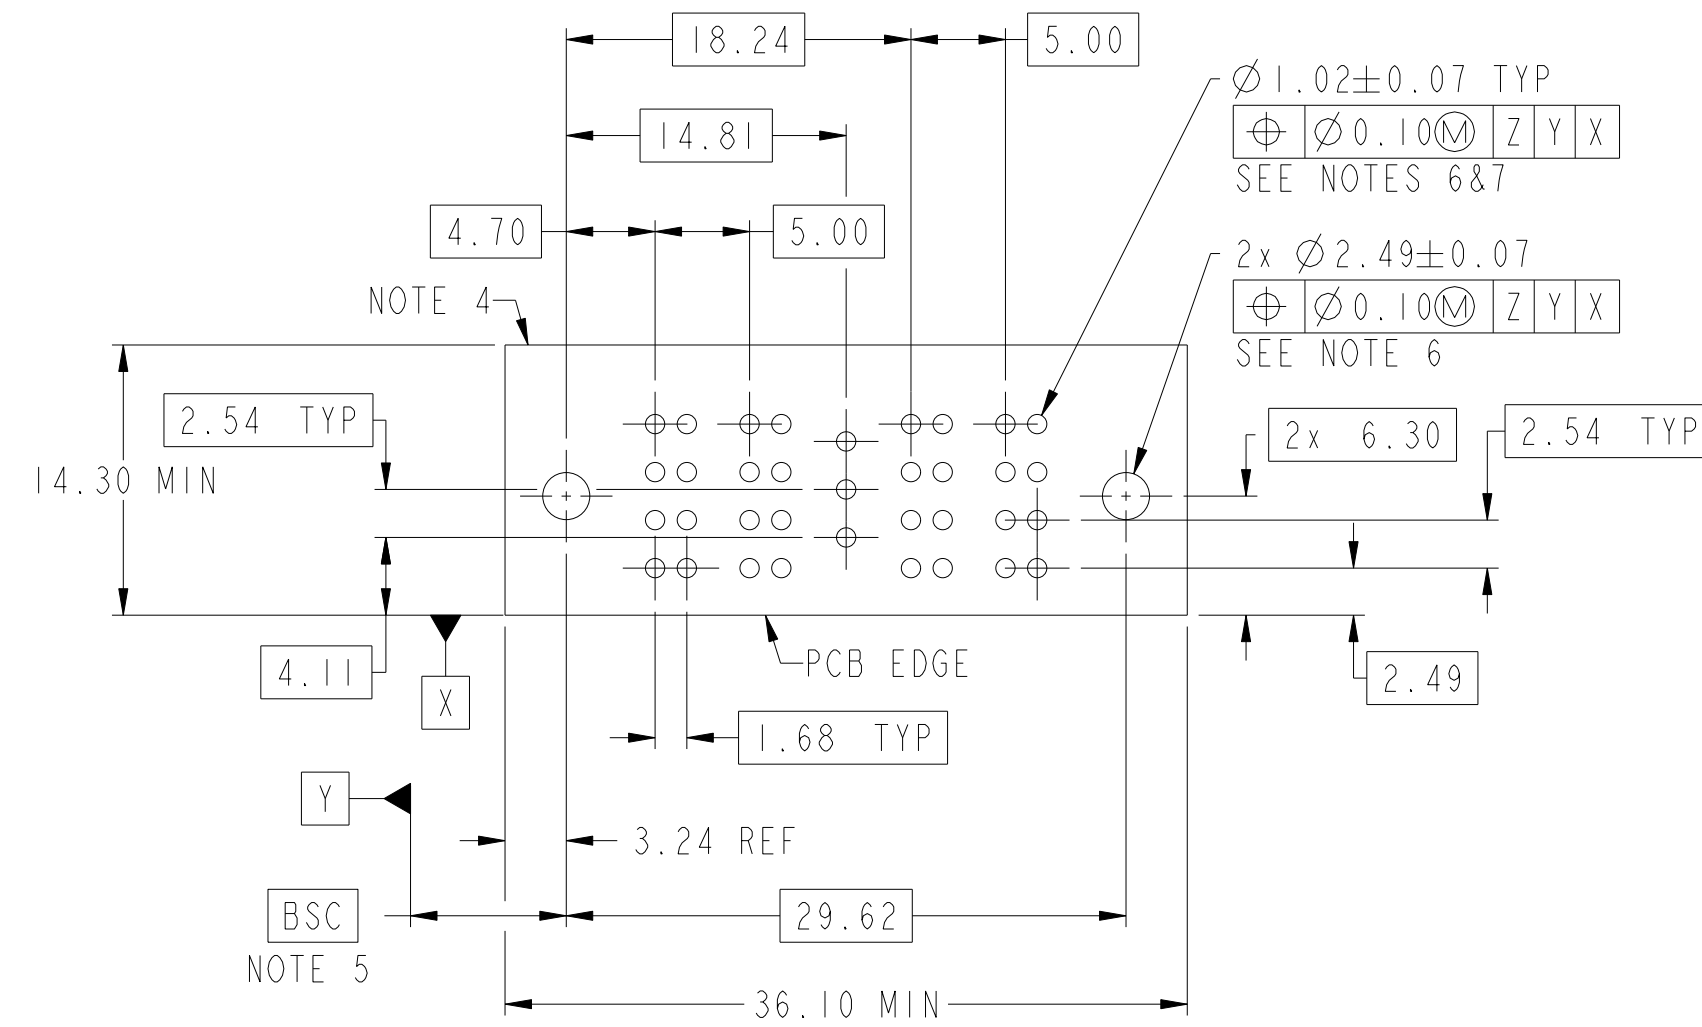 18.24
5.00
Ø1.02±0.07 TYP
⌖ Ø0.10Ⓜ Z Y X
SEE NOTES 6&7
14.81
4.70
5.00
2x Ø2.49±0.07
⌖ Ø0.10Ⓜ Z Y X
SEE NOTE 6
NOTE 4
2.54 TYP
2x 6.30
2.54 TYP
14.30 MIN
4.11
X
PCB EDGE
2.49
1.68 TYP
Y
3.24 REF
BSC
29.62
NOTE 5
36.10 MIN